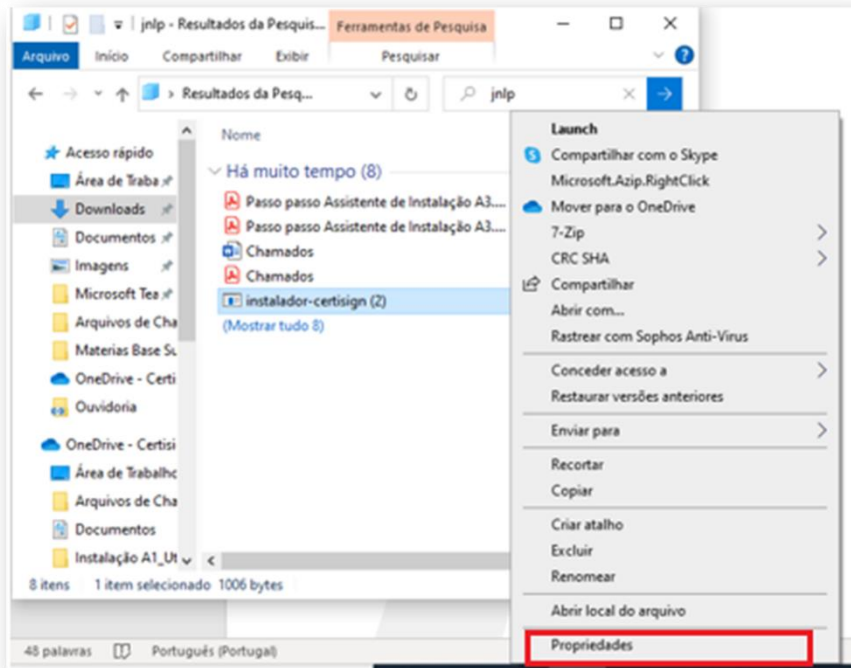 jnlp - Resultados da Pesquis...
Ferramentas de Pesquisa
Arquivo
Início
Compartilhar
Exibir
Pesquisar
Resultados da Pesq...
jnlp
Acesso rápido
Área de Traba
Downloads
Documentos
Imagens
Microsoft Tea
Arquivos de Cha
Materias Base Su
OneDrive - Certi
Ouvidoria
OneDrive - Certisi
Área de Trabalho
Arquivos de Cha
Documentos
Instalação A1_Ut
Nome
Há muito tempo (8)
Passo passo Assistente de Instalação A3....
Passo passo Assistente de Instalação A3....
Chamados
Chamados
instalador-certisign (2)
(Mostrar tudo 8)
8 itens
1 item selecionado 1006 bytes
Launch
Compartilhar com o Skype
Microsoft.Azip.RightClick
Mover para o OneDrive
7-Zip
CRC SHA
Compartilhar
Abrir com...
Rastrear com Sophos Anti-Virus
Conceder acesso a
Restaurar versões anteriores
Enviar para
Recortar
Copiar
Criar atalho
Excluir
Renomear
Abrir local do arquivo
Propriedades
48 palavras
Português (Portugal)